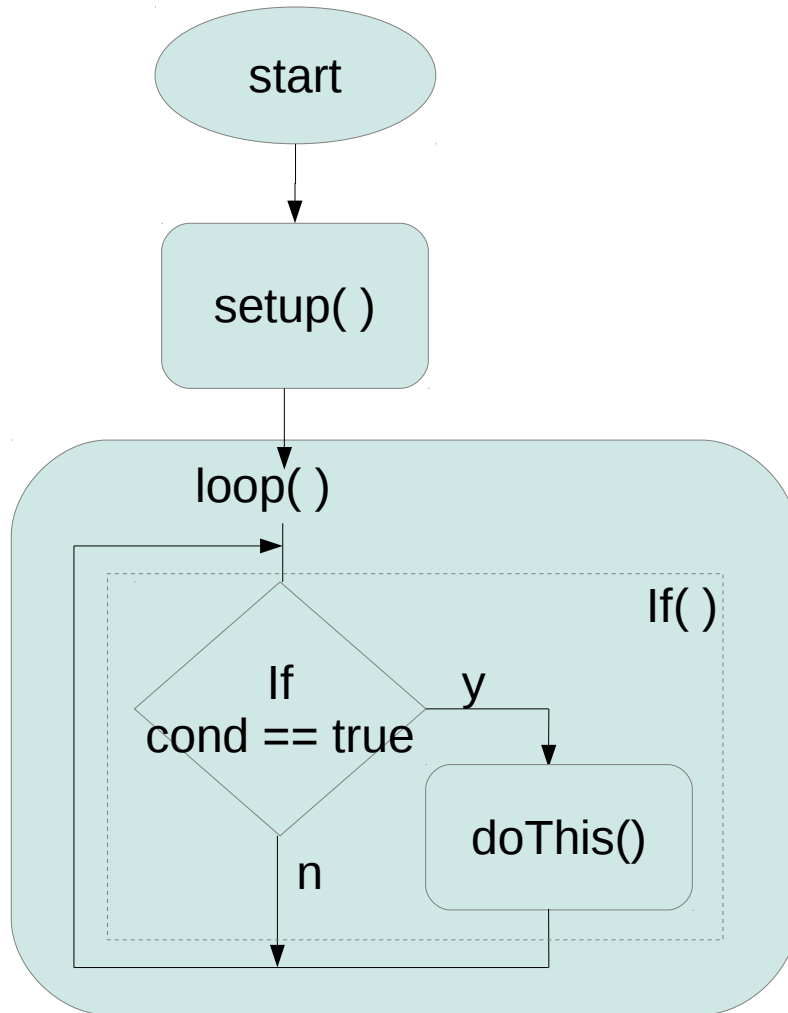 start
setup( )
loop( )
If( )
If
cond == true
y
doThis()
n